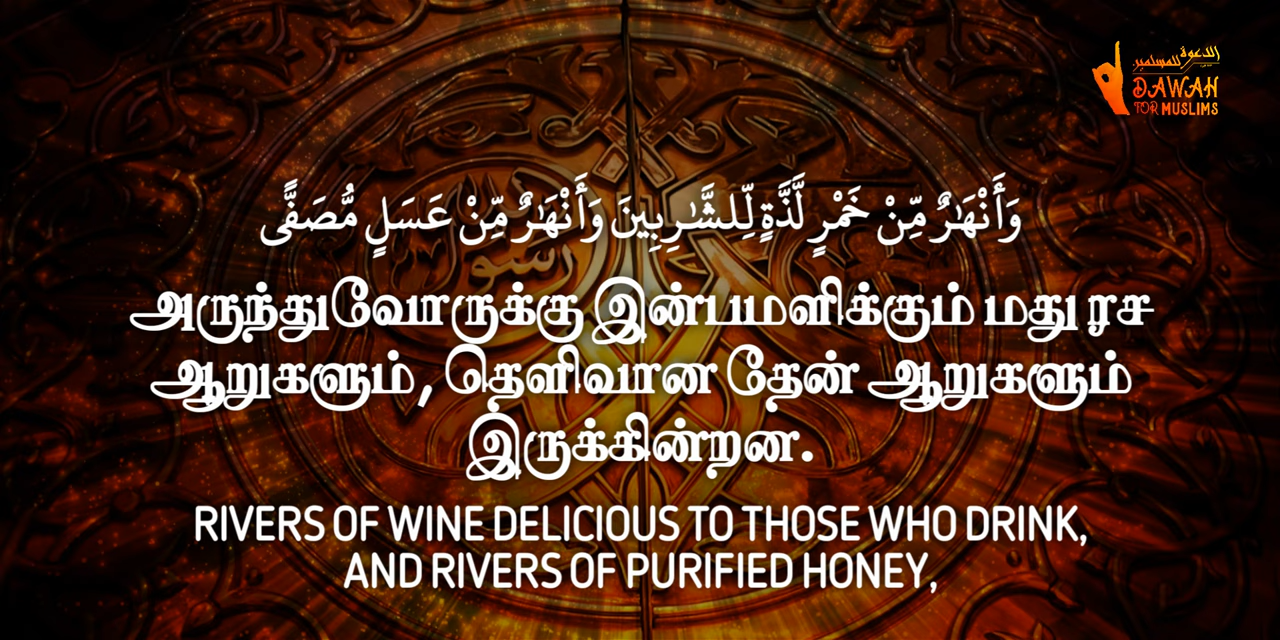 الدعوة للمسلمين
DAWAH
FOR MUSLIMS
وَأَنْهَٰرٌ مِّنْ خَمْرٍ لَّذَّةٍ لِّلشَّٰرِبِينَ وَأَنْهَٰرٌ مِّنْ عَسَلٍ مُّصَفًّى
رسول
அருந்துவோருக்கு இன்பமளிக்கும் மது ரச
ஆறுகளும், தெளிவான தேன் ஆறுகளும்
இருக்கின்றன.
RIVERS OF WINE DELICIOUS TO THOSE WHO DRINK,
AND RIVERS OF PURIFIED HONEY,